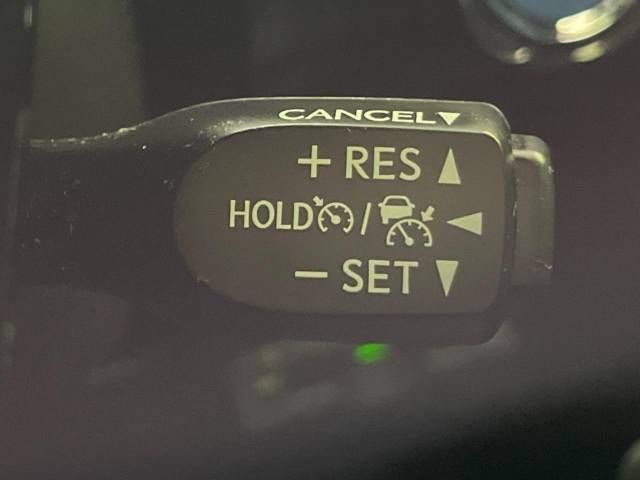 CANCEL▼
+ RES ▲
HOLD / ◀
− SET ▼